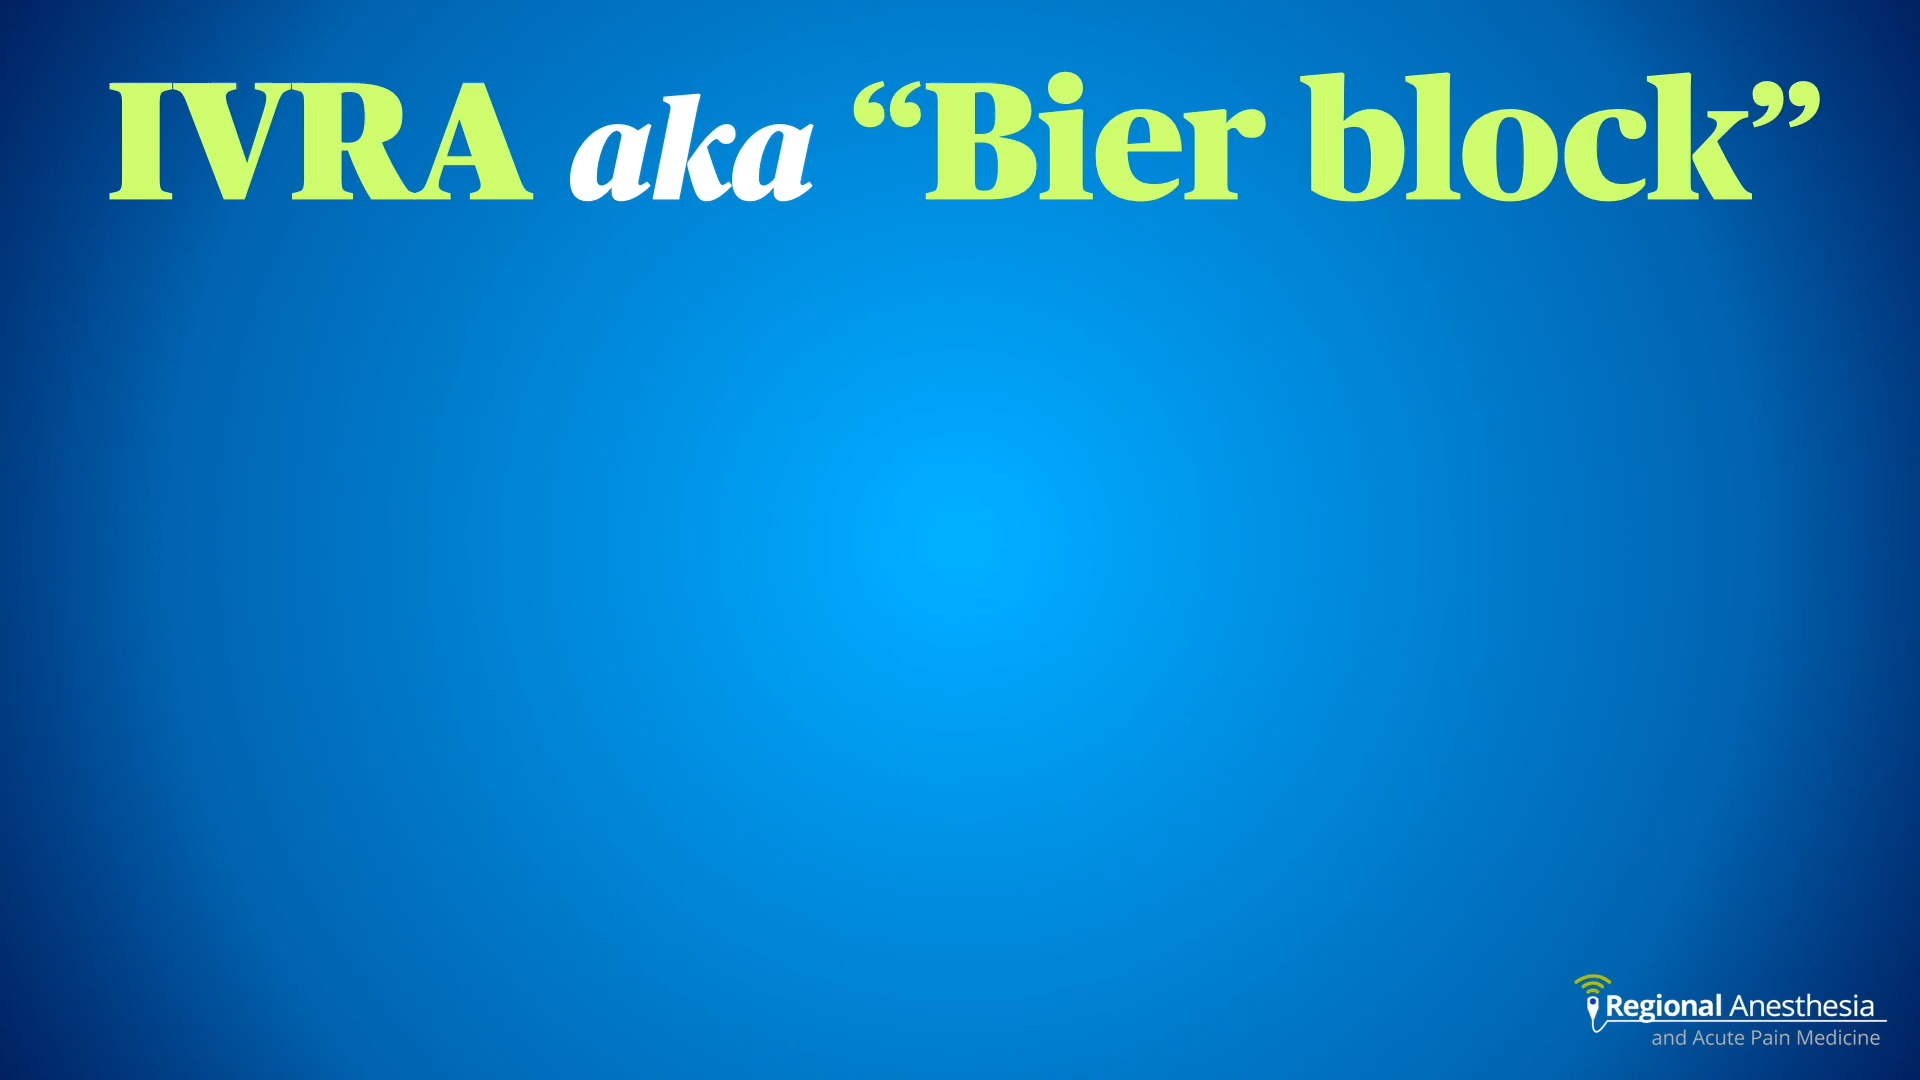 IVRA aka “Bier block”
Regional Anesthesia
and Acute Pain Medicine